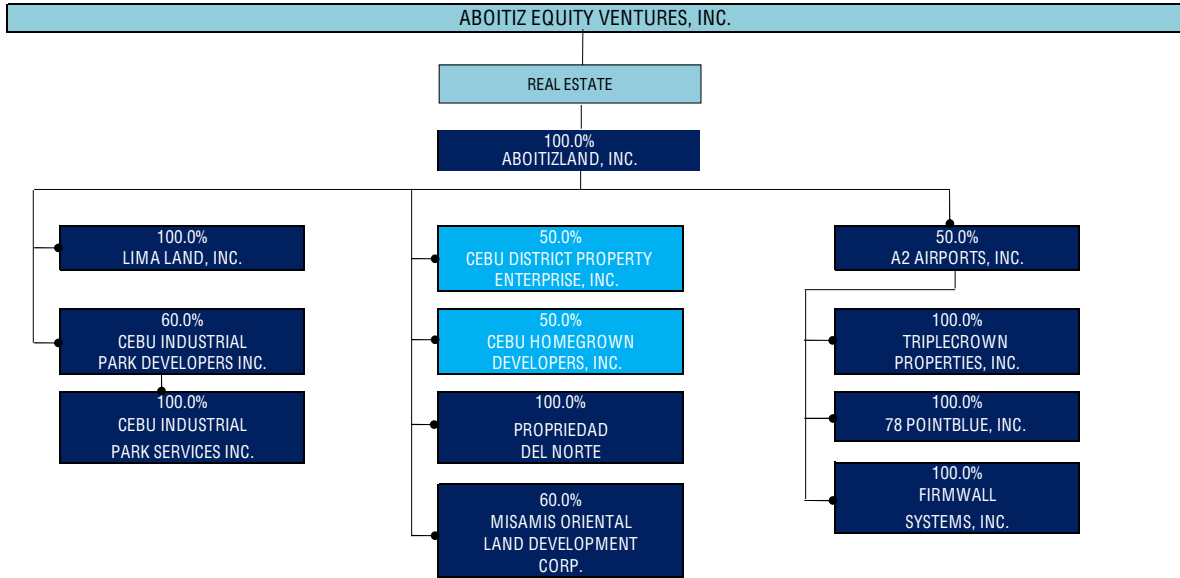 ABOITIZ EQUITY VENTURES, INC.
REAL ESTATE
100.0%
ABOITIZLAND, INC.
100.0%
LIMA LAND, INC.
60.0%
CEBU INDUSTRIAL
PARK DEVELOPERS INC.
100.0%
CEBU INDUSTRIAL
PARK SERVICES INC.
50.0%
CEBU DISTRICT PROPERTY
ENTERPRISE, INC.
50.0%
CEBU HOMEGROWN
DEVELOPERS, INC.
100.0%
PROPRIEDAD
DEL NORTE
60.0%
MISAMIS ORIENTAL
LAND DEVELOPMENT
CORP.
50.0%
A2 AIRPORTS, INC.
100.0%
TRIPLECROWN
PROPERTIES, INC.
100.0%
78 POINTBLUE, INC.
100.0%
FIRMWALL
SYSTEMS, INC.